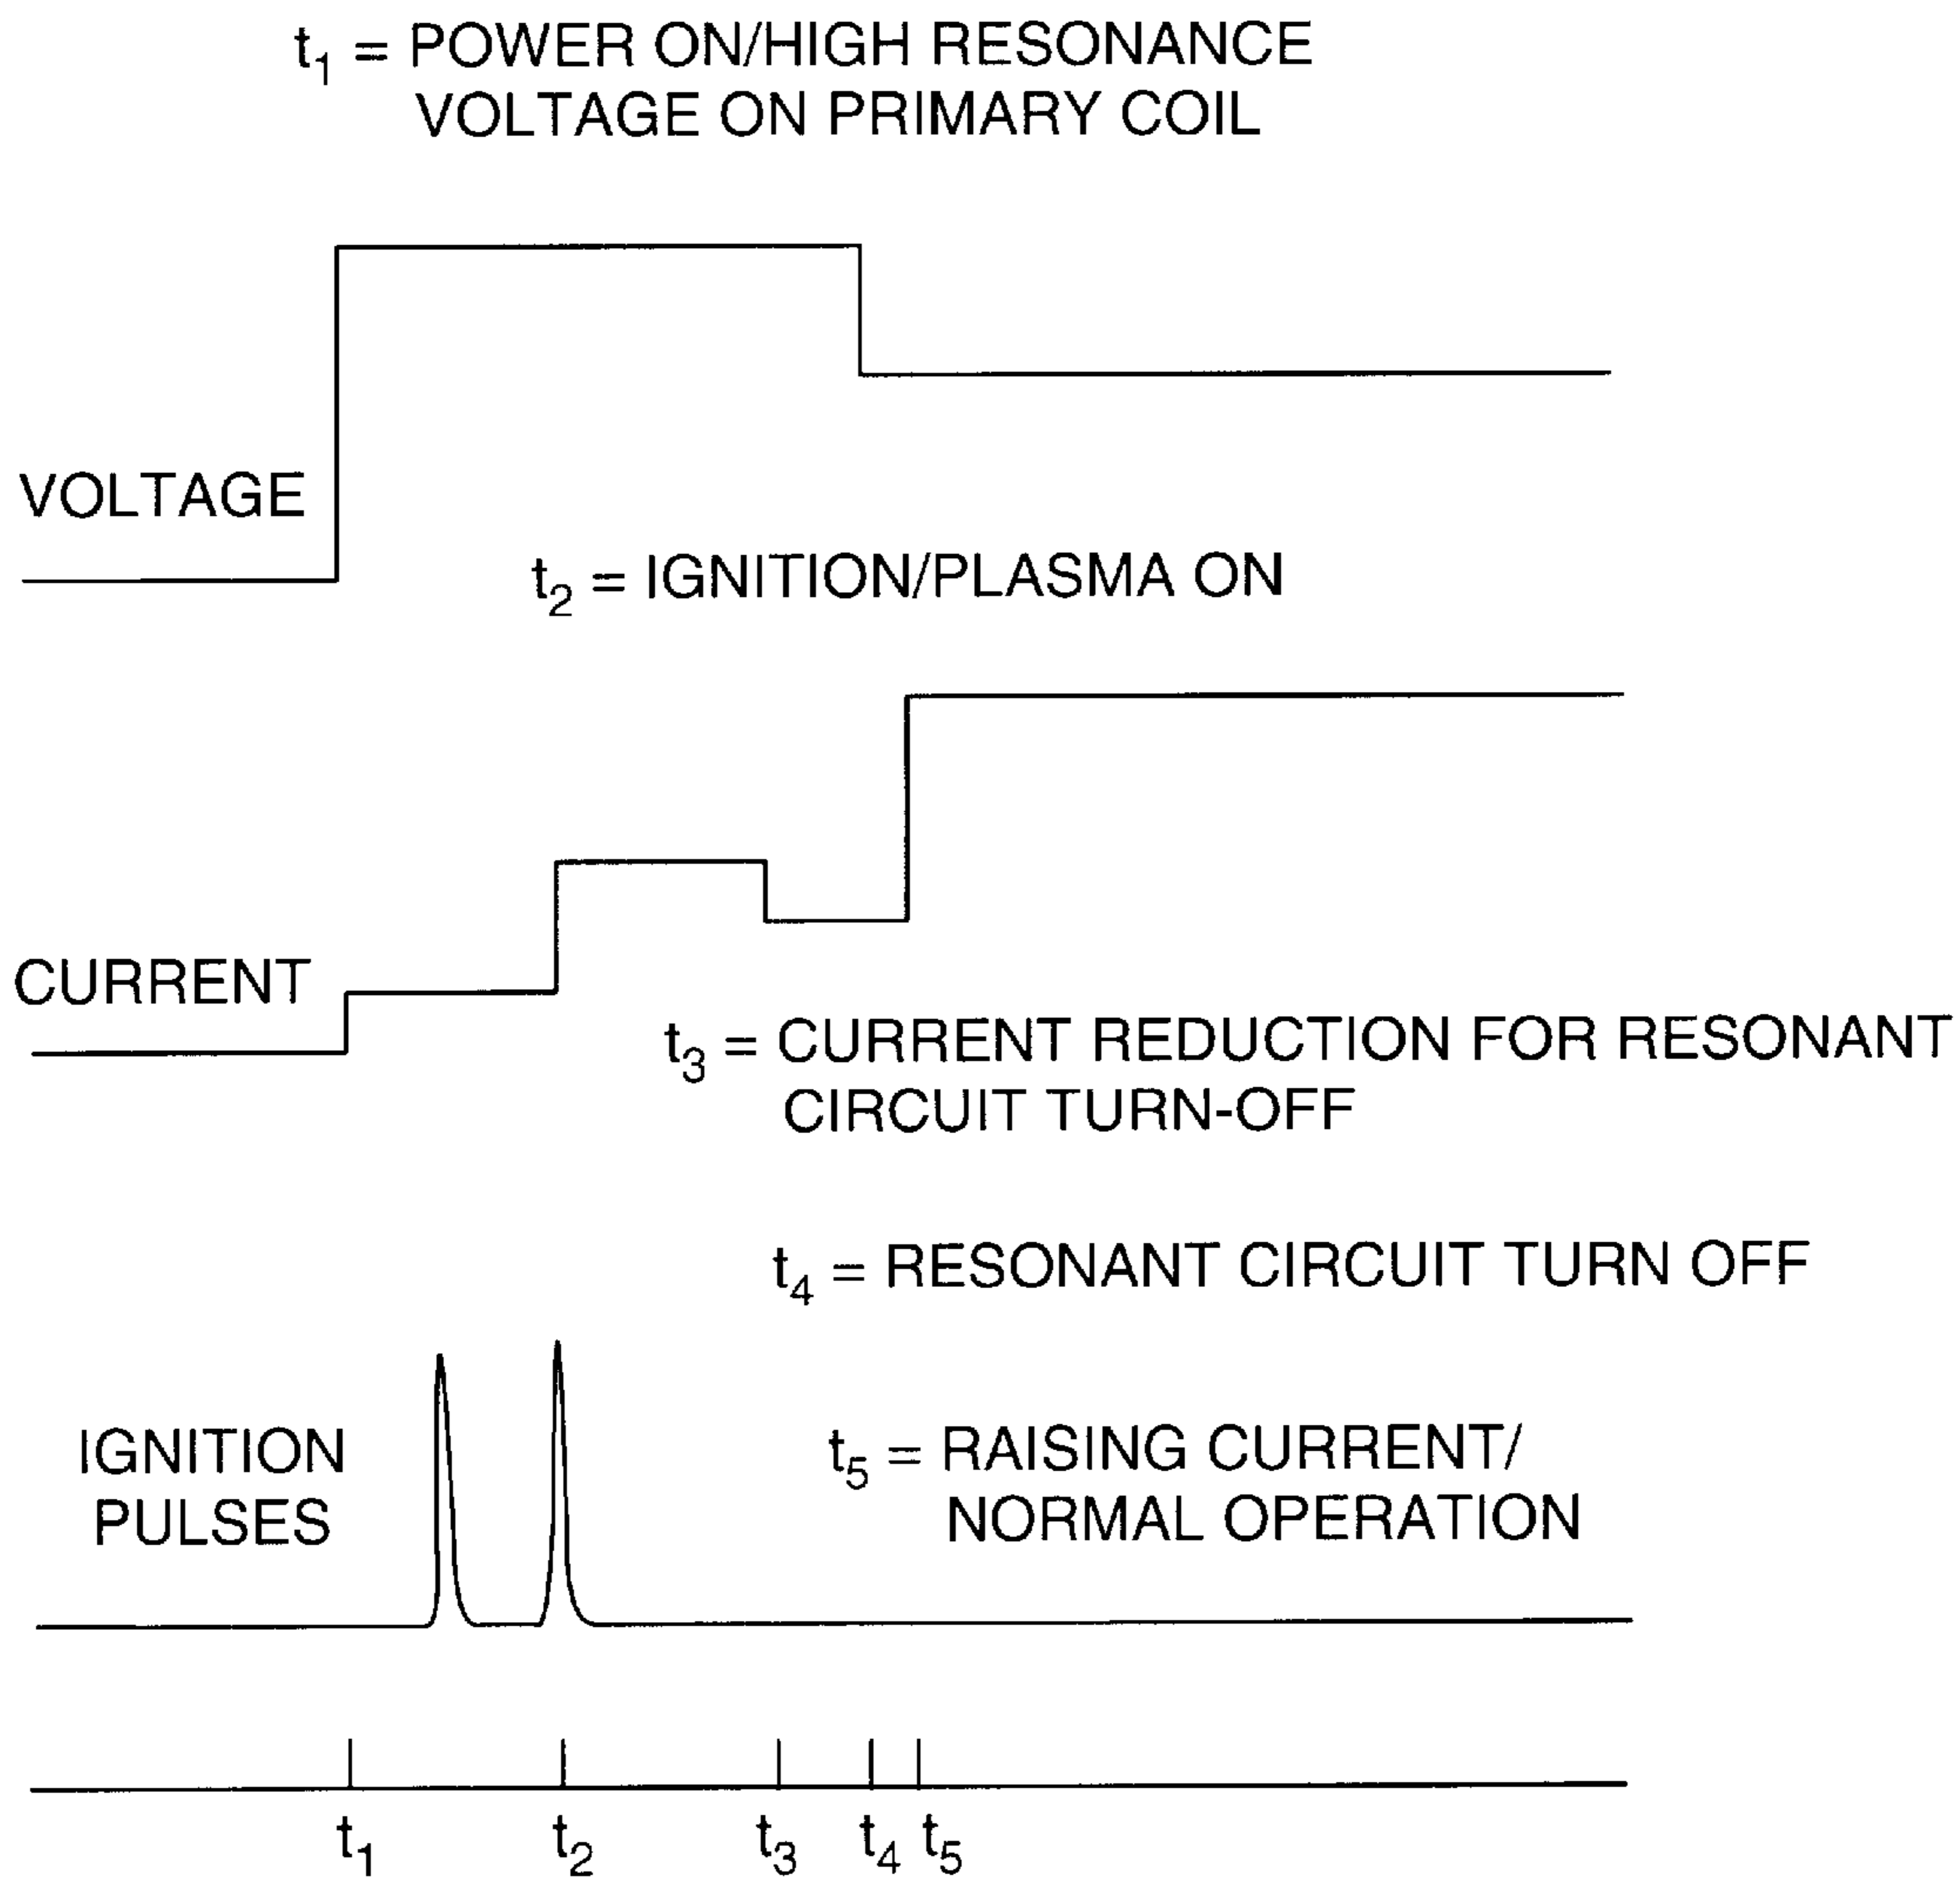 t1 = POWER ON/HIGH RESONANCE
VOLTAGE ON PRIMARY COIL
VOLTAGE
t2 = IGNITION/PLASMA ON
CURRENT
t3 = CURRENT REDUCTION FOR RESONANT
CIRCUIT TURN-OFF
t4 = RESONANT CIRCUIT TURN OFF
IGNITION
PULSES
t5 = RAISING CURRENT/
NORMAL OPERATION
t1 t2 t3 t4 t5